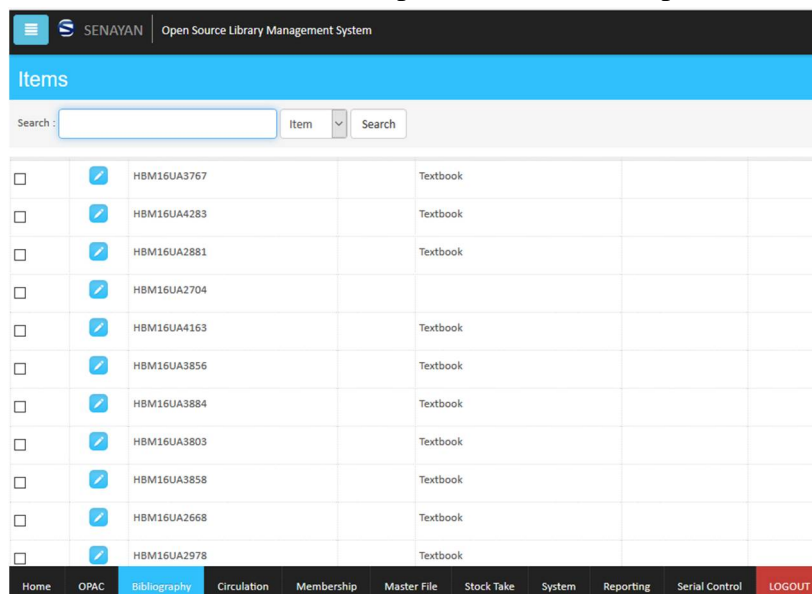 SENAYAN Open Source Library Management System
Items
Search : Item Search
HBM16UA3767 Textbook
HBM16UA4283 Textbook
HBM16UA2881 Textbook
HBM16UA2704
HBM16UA4163 Textbook
HBM16UA3856 Textbook
HBM16UA3884 Textbook
HBM16UA3803 Textbook
HBM16UA3858 Textbook
HBM16UA2668 Textbook
HBM16UA2978 Textbook
Home OPAC Bibliography Circulation Membership Master File Stock Take System Reporting Serial Control LOGOUT